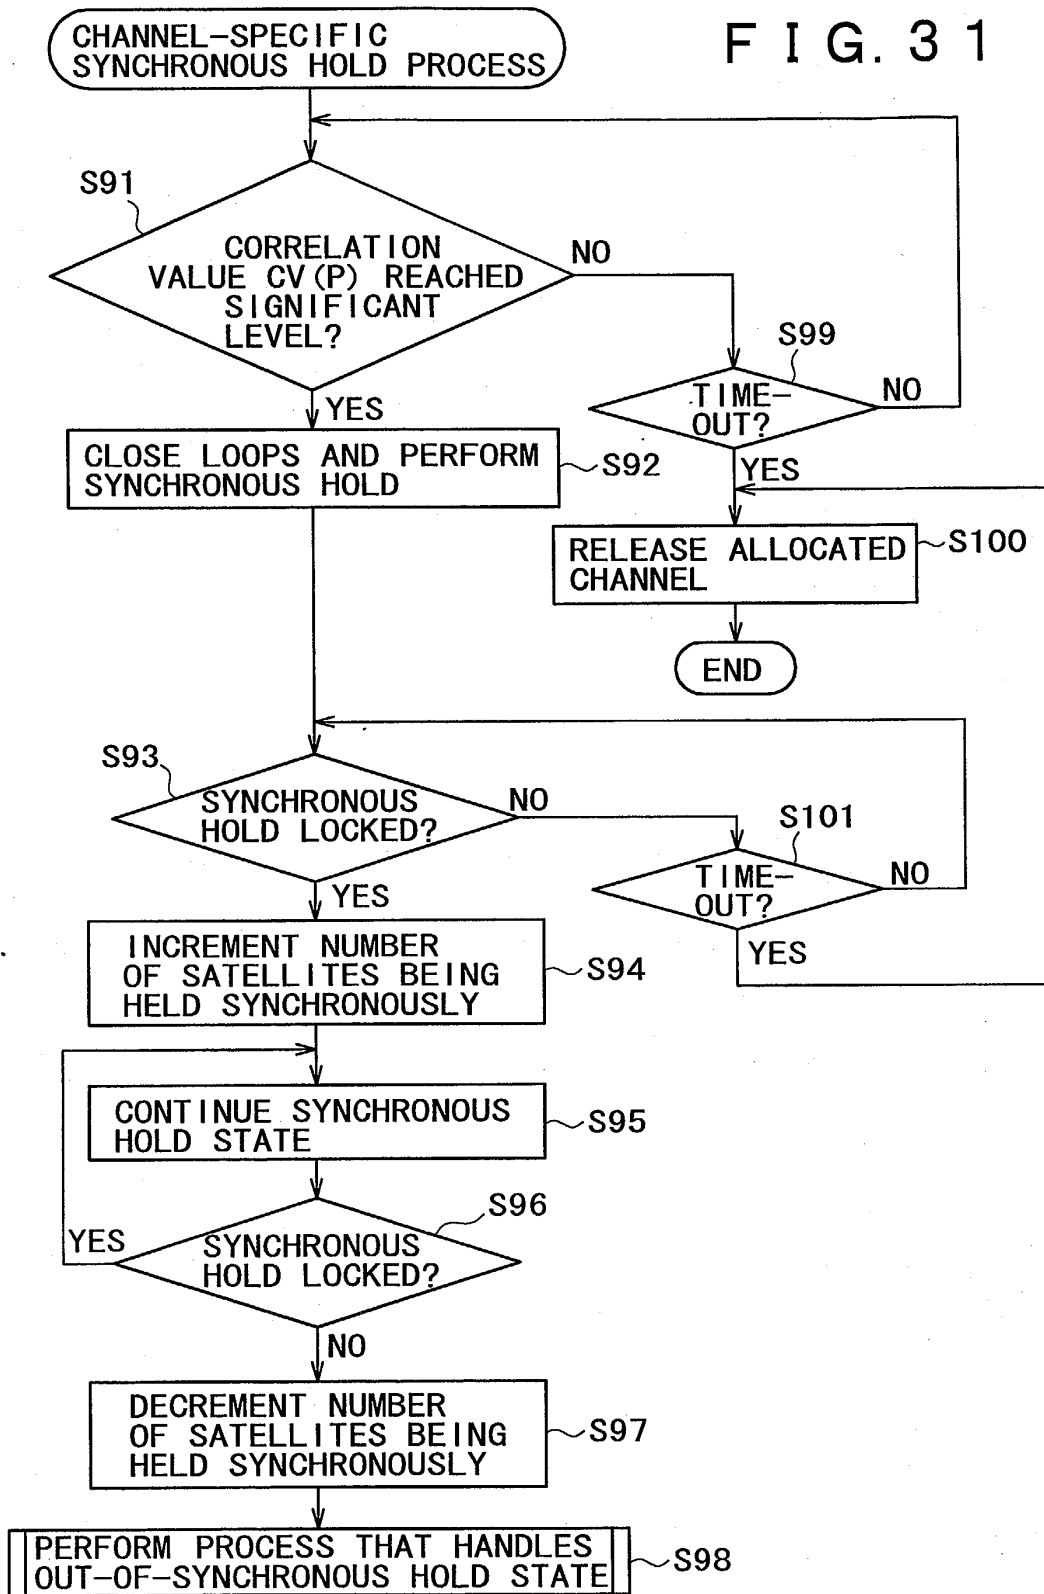 FIG. 31
CHANNEL-SPECIFIC
SYNCHRONOUS HOLD PROCESS
S91
CORRELATION
VALUE CV(P) REACHED
SIGNIFICANT
LEVEL?
NO
YES
S99
TIME-
OUT?
NO
YES
CLOSE LOOPS AND PERFORM
SYNCHRONOUS HOLD
S92
RELEASE ALLOCATED
CHANNEL
S100
END
S93
SYNCHRONOUS
HOLD LOCKED?
NO
YES
S101
TIME-
OUT?
NO
YES
INCREMENT NUMBER
OF SATELLITES BEING
HELD SYNCHRONOUSLY
S94
CONTINUE SYNCHRONOUS
HOLD STATE
S95
S96
SYNCHRONOUS
HOLD LOCKED?
YES
NO
DECREMENT NUMBER
OF SATELLITES BEING
HELD SYNCHRONOUSLY
S97
PERFORM PROCESS THAT HANDLES
OUT-OF-SYNCHRONOUS HOLD STATE
S98